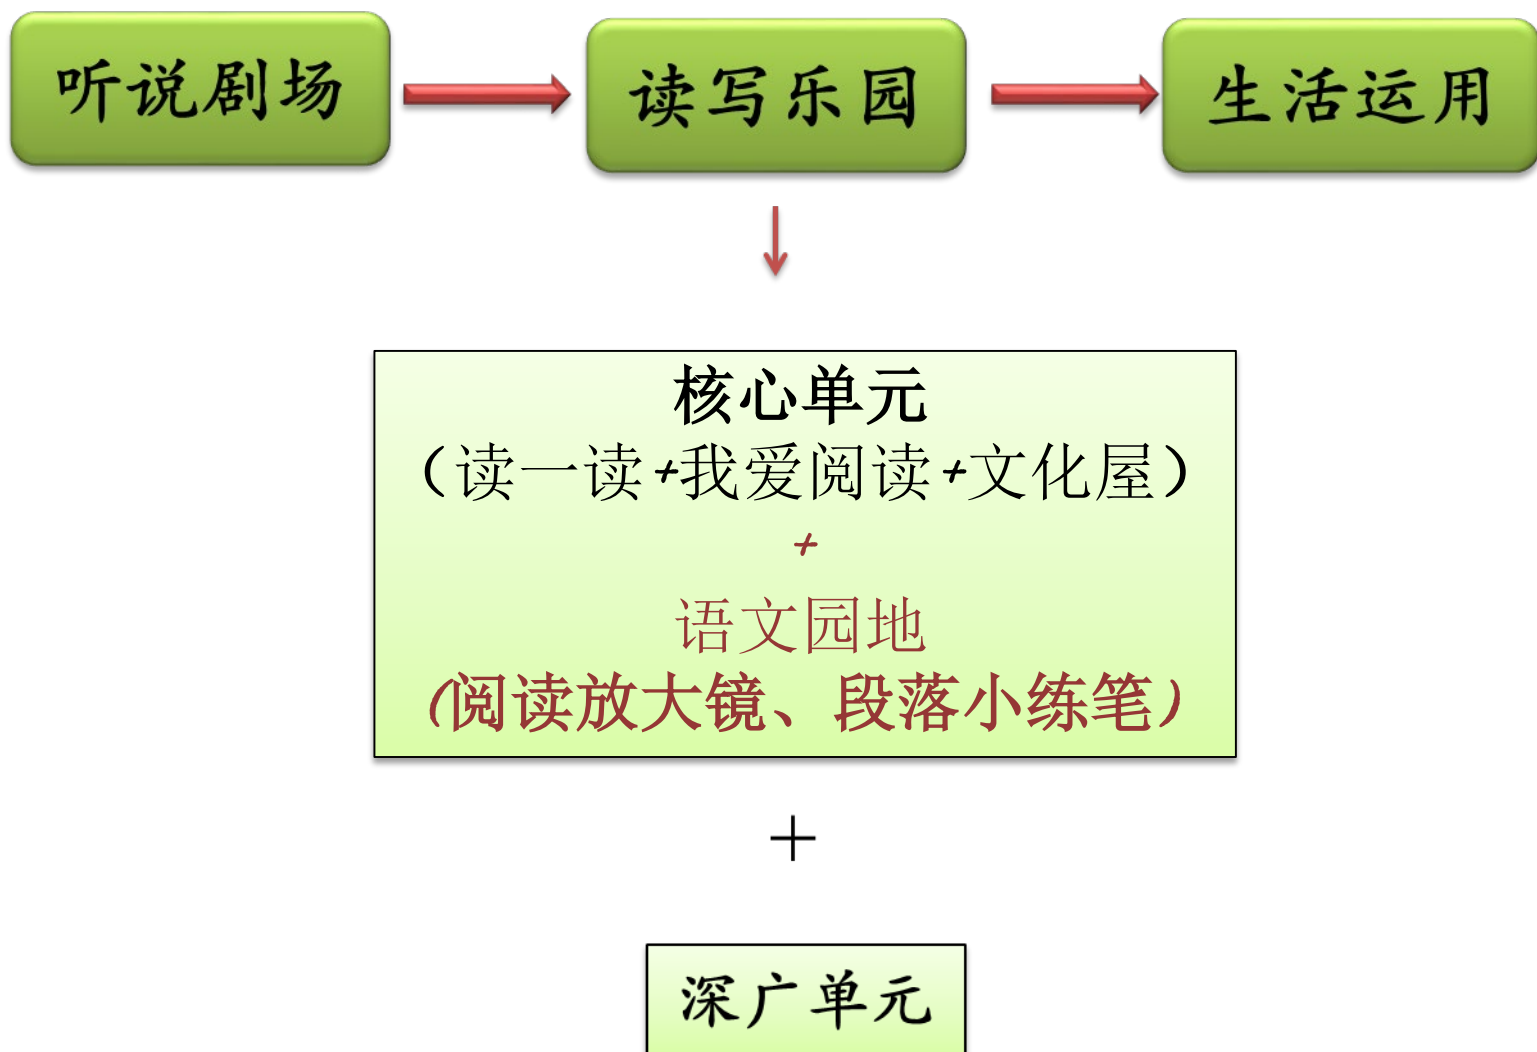 听说剧场
读写乐园
生活运用
核心单元
（读一读+我爱阅读+文化屋）
+
语文园地
(阅读放大镜、段落小练笔)
+
深广单元